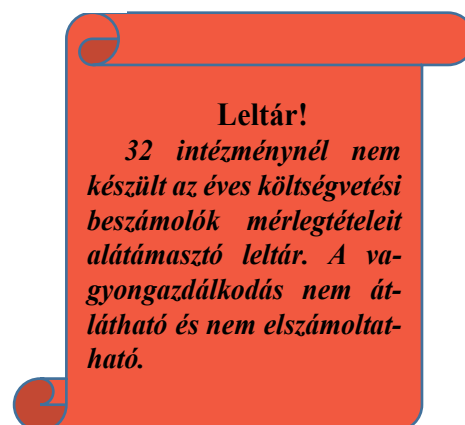 Leltár!
32 intézménynél nem
készült az éves költségvetési
beszámolók mérlegtételeit
alátámasztó leltár. A va-
gyongazdálkodás nem át-
látható és nem elszámoltat-
ható.